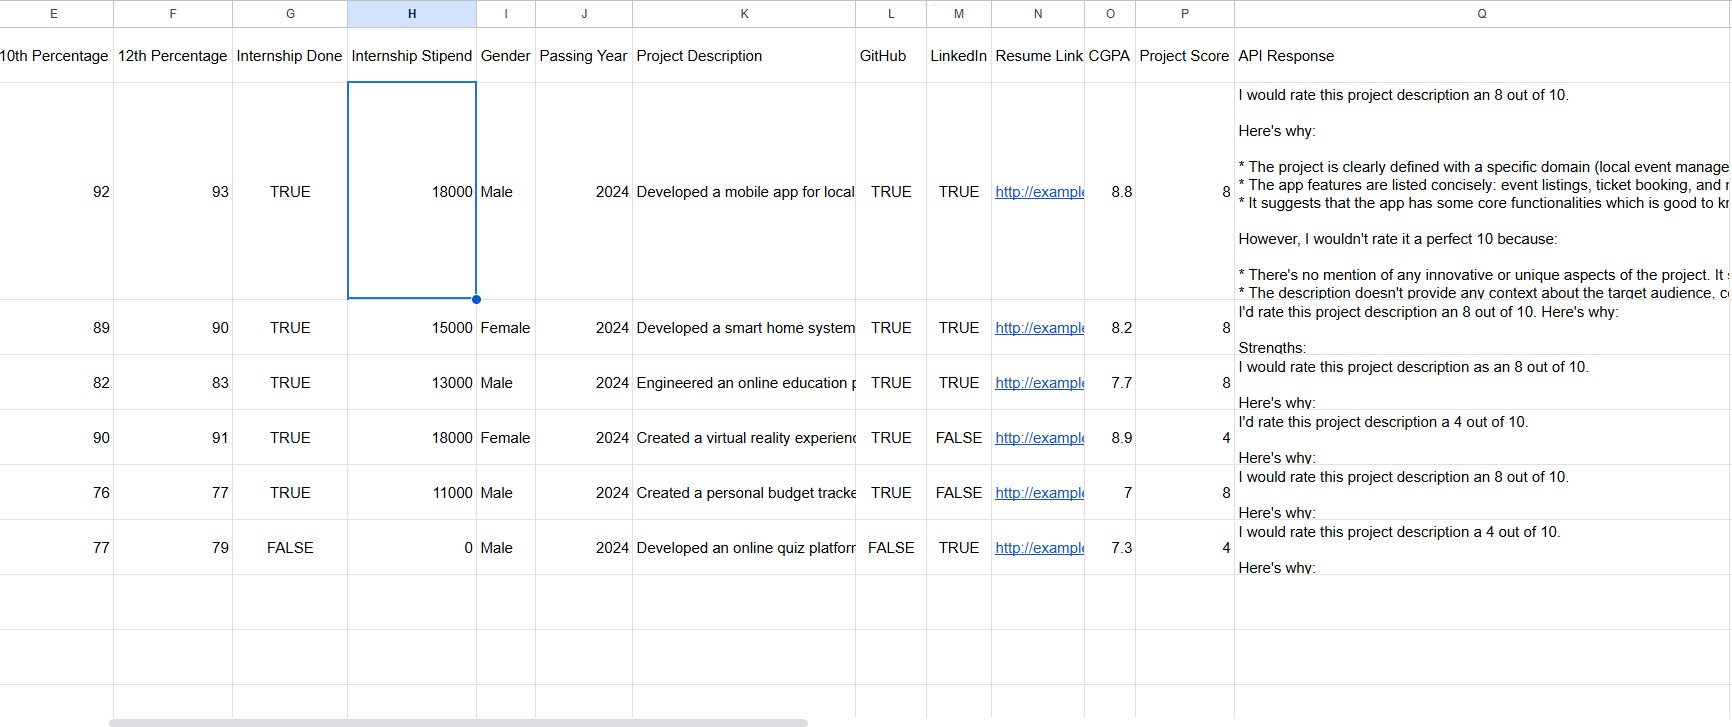 E F G H I J K L M N O P Q
10th Percentage 12th Percentage Internship Done Internship Stipend Gender Passing Year Project Description GitHub LinkedIn Resume Link CGPA Project Score API Response
92 93 TRUE 18000 Male 2024 Developed a mobile app for local TRUE TRUE http://example 8.8 8
I would rate this project description an 8 out of 10.
Here's why:
* The project is clearly defined with a specific domain (local event manage
* The app features are listed concisely: event listings, ticket booking, and
* It suggests that the app has some core functionalities which is good to
However, I wouldn't rate it a perfect 10 because:
* There's no mention of any innovative or unique aspects of the project. It
* The description doesn't provide any context about the target audience,
89 90 TRUE 15000 Female 2024 Developed a smart home system TRUE TRUE http://example 8.2 8
I'd rate this project description an 8 out of 10. Here's why:
Strengths:
82 83 TRUE 13000 Male 2024 Engineered an online education TRUE TRUE http://example 7.7 8
I would rate this project description as an 8 out of 10.
Here's why:
90 91 TRUE 18000 Female 2024 Created a virtual reality experienc TRUE FALSE http://example 8.9 4
I'd rate this project description a 4 out of 10.
Here's why:
76 77 TRUE 11000 Male 2024 Created a personal budget tracke TRUE FALSE http://example 7 8
I would rate this project description an 8 out of 10.
Here's why:
77 79 FALSE 0 Male 2024 Developed an online quiz platforr FALSE TRUE http://example 7.3 4
I would rate this project description a 4 out of 10.
Here's why: